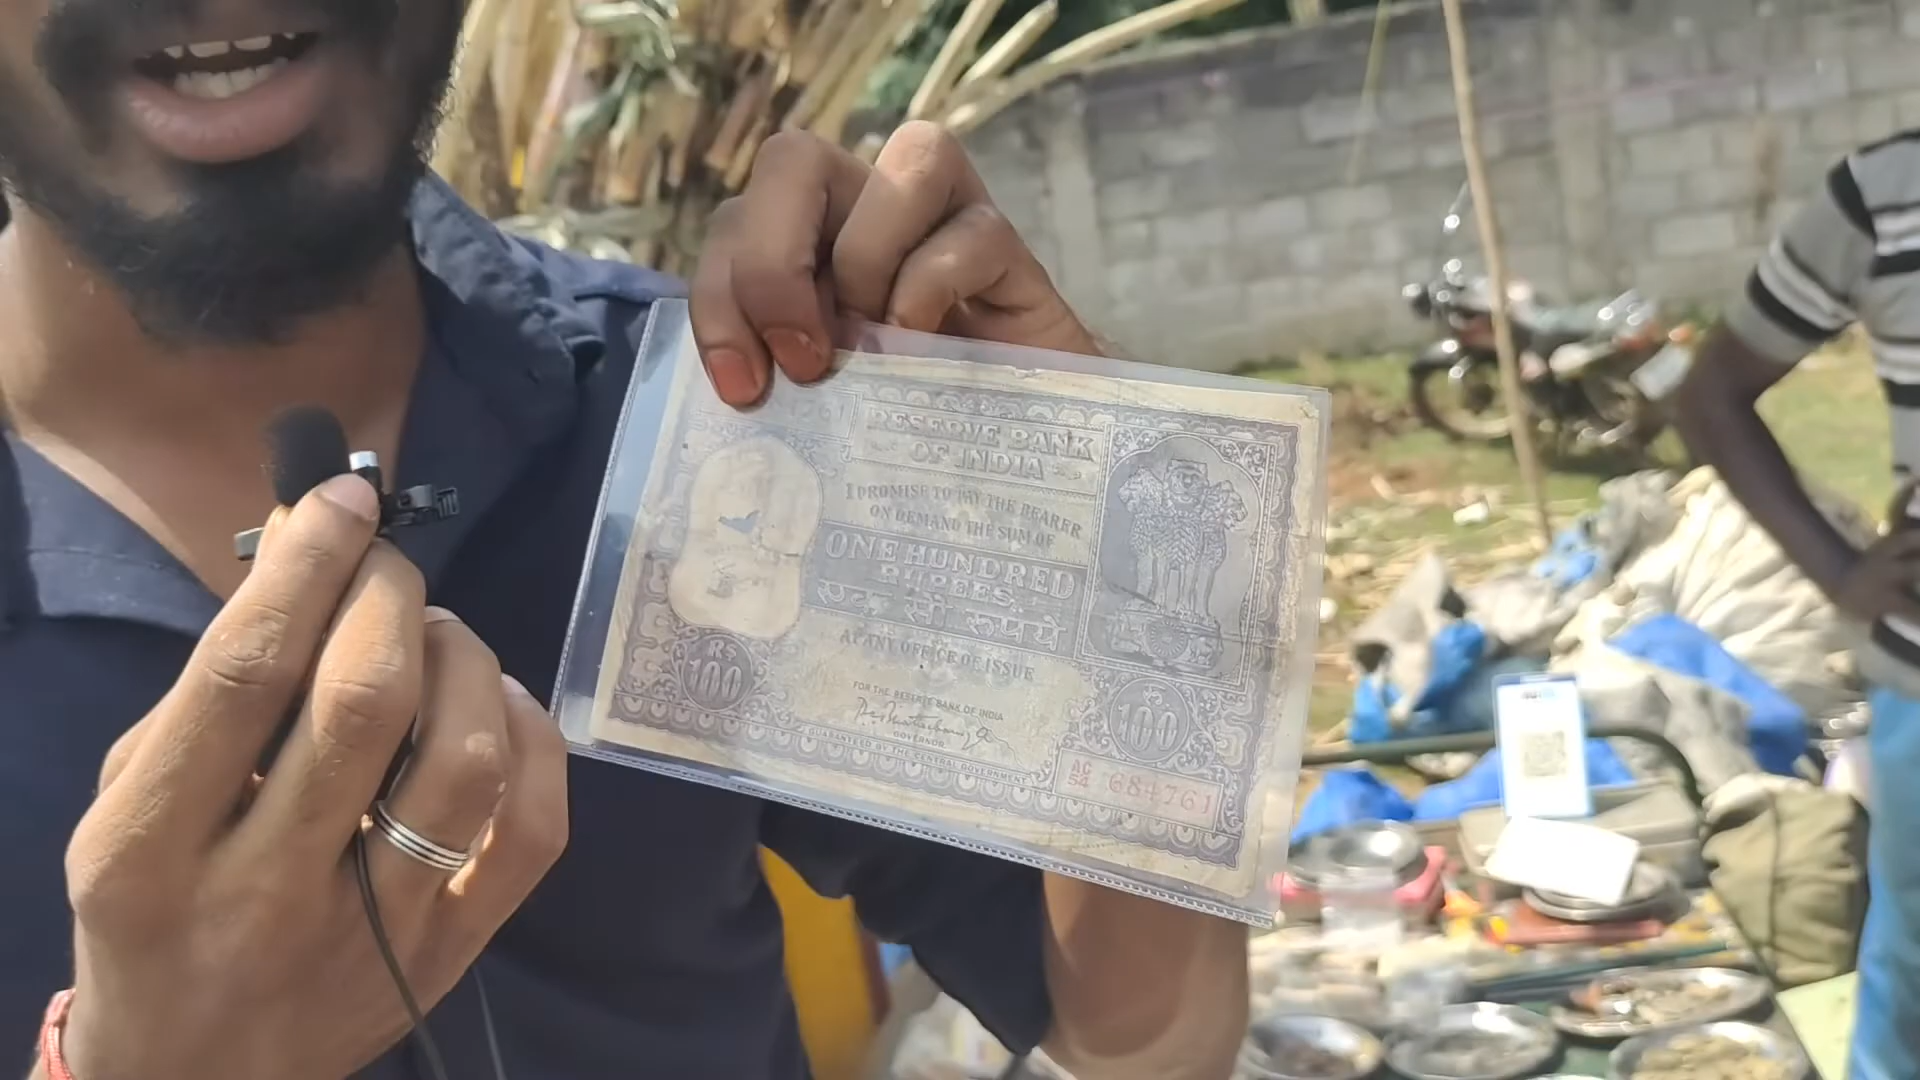 RESERVE BANK
OF INDIA
I PROMISE TO PAY THE BEARER
ON DEMAND THE SUM OF
ONE HUNDRED
RUPEES
एक सौ रुपये
AT ANY OFFICE OF ISSUE
FOR THE RESERVE BANK OF INDIA
GOVERNOR
GUARANTEED BY THE CENTRAL GOVERNMENT
RS
100
रु
100
AC
54 684761